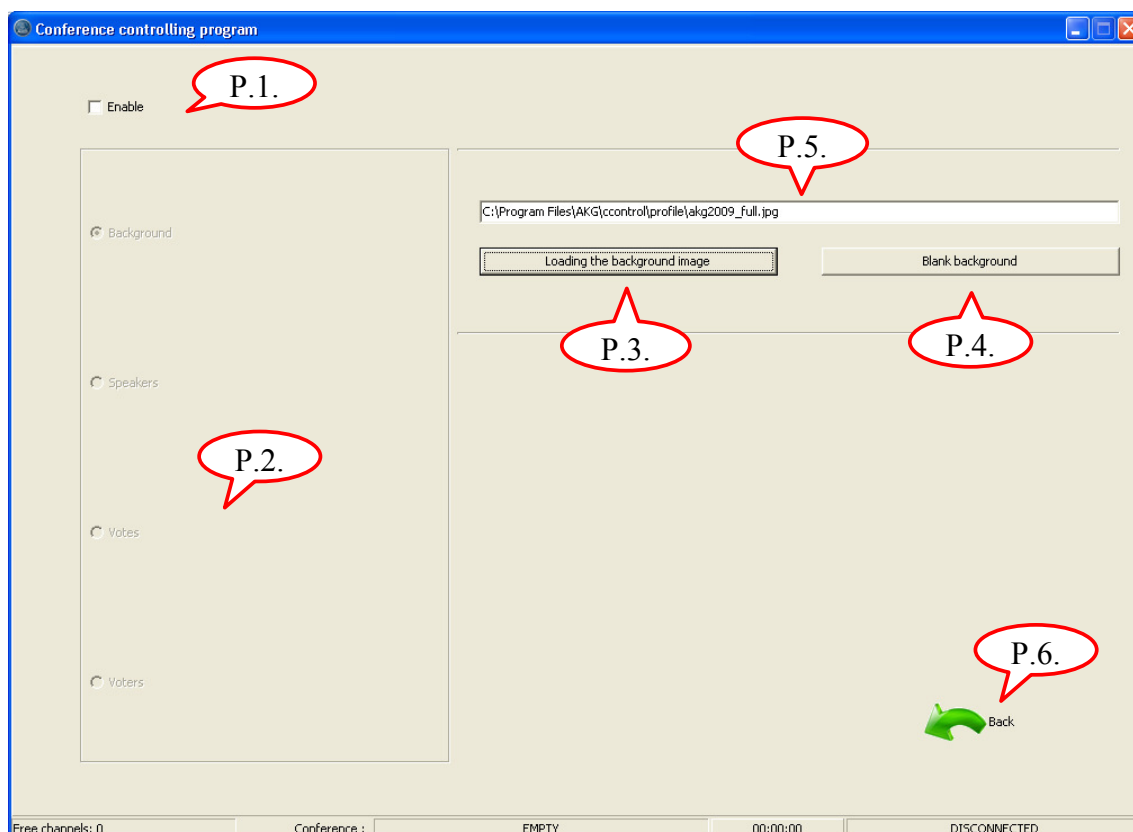 Conference controlling program
P.1.
Enable
P.5.
C:\Program Files\AKG\ccontrol\profile\akg2009_full.jpg
Background
Loading the background image
Blank background
P.3.
P.4.
Speakers
P.2.
Votes
P.6.
Voters
Back
Free channels: 0 Conference : EMPTY 00:00:00 DISCONNECTED